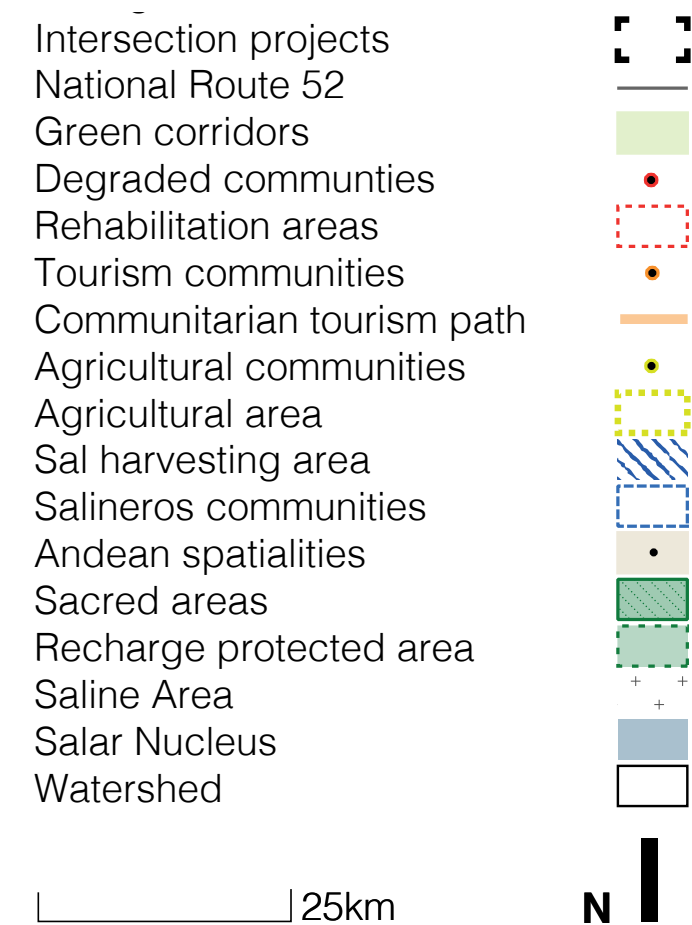 Intersection projects
National Route 52
Green corridors
Degraded communties
Rehabilitation areas
Tourism communities
Communitarian tourism path
Agricultural communities
Agricultural area
Sal harvesting area
Salineros communities
Andean spatialities
Sacred areas
Recharge protected area
Saline Area
Salar Nucleus
Watershed
25km
N